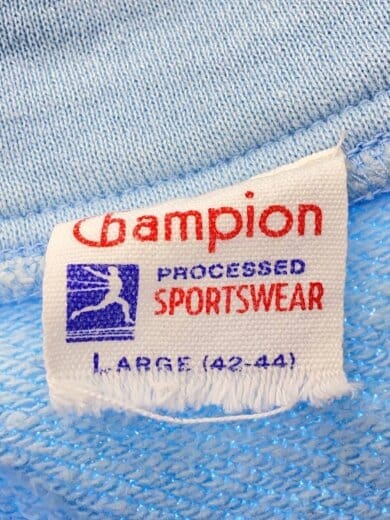 Champion
PROCESSED
SPORTSWEAR
LARGE (42-44)